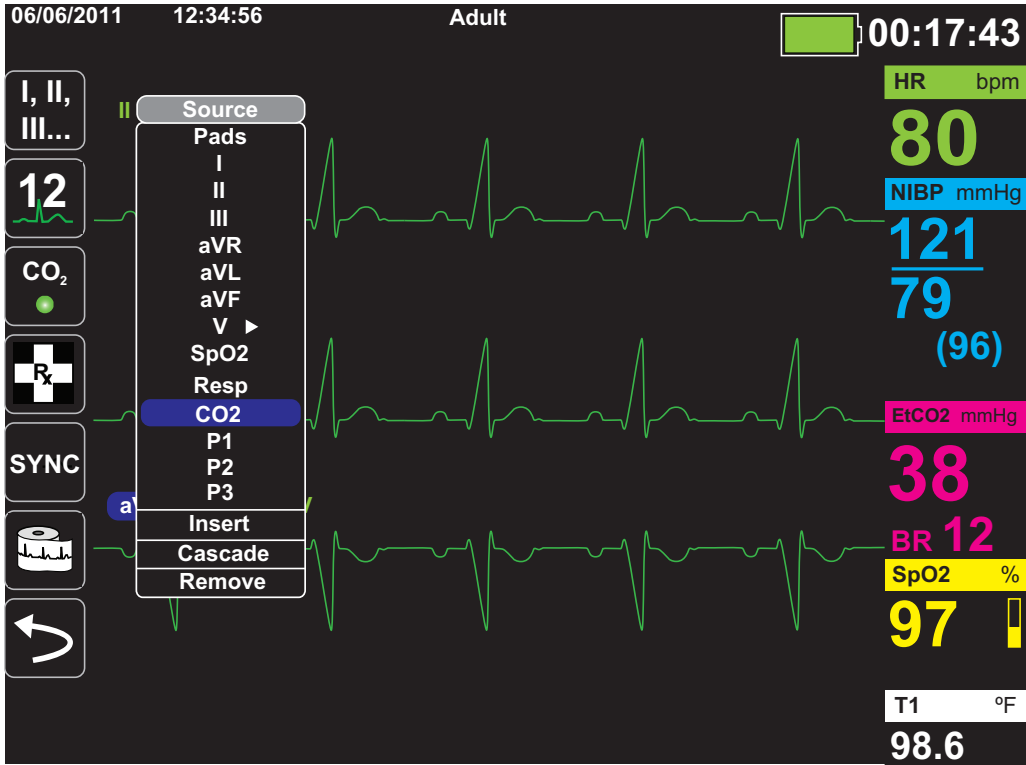 06/06/2011 12:34:56 Adult 00:17:43
I, II,
III...
12
CO2
Rx
SYNC
II
Source
Pads
I
II
III
aVR
aVL
aVF
V
SpO2
Resp
CO2
P1
P2
P3
Insert
Cascade
Remove
HR bpm
80
NIBP mmHg
121
79
(96)
EtCO2 mmHg
38
BR 12
SpO2 %
97
T1 ºF
98.6